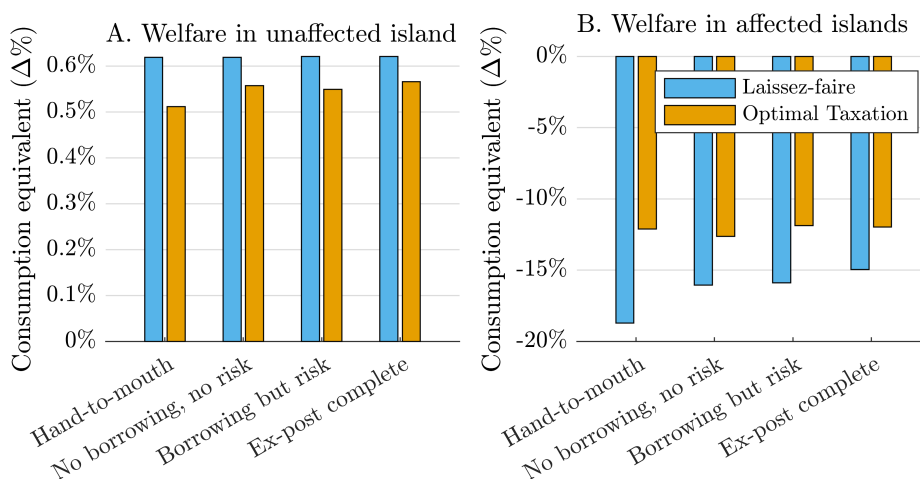 A. Welfare in unaffected island
Consumption equivalent (Δ%)
0.6%
0.5%
0.4%
0.3%
0.2%
0.1%
0%
Hand-to-mouth
No borrowing, no risk
Borrowing but risk
Ex-post complete
B. Welfare in affected islands
Consumption equivalent (Δ%)
0%
-5%
-10%
-15%
-20%
Laissez-faire
Optimal Taxation
Hand-to-mouth
No borrowing, no risk
Borrowing but risk
Ex-post complete